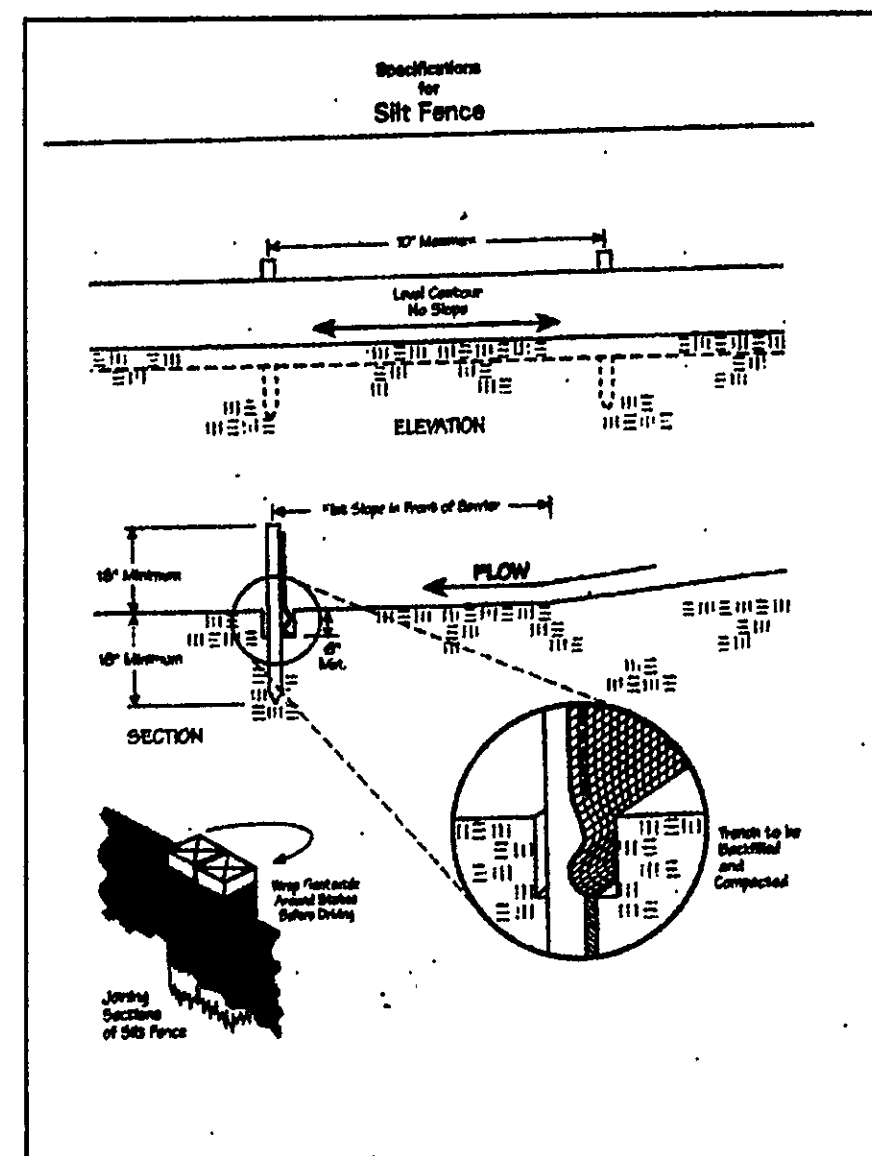 Specifications
for
Silt Fence
10' Maximum
Level Contour
No Slope
ELEVATION
Flat Slope in Front of Barrier
18" Minimum
FLOW
18" Minimum
Min.
SECTION
Trench to be
Backfilled
and
Compacted
Wrap Geotextile
Around Stakes
Before Driving
Joining
Sections
of Silt Fence